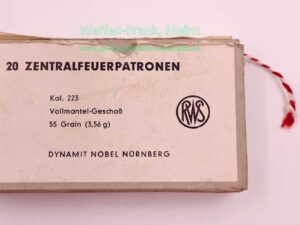 Waffen-Frank, Mainz
20 ZENTRALFEUERPATRONEN
Kal. 223
Vollmantel-Geschoß
55 Grain (3,56 g)
RWS
DYNAMIT NOBEL NÜRNBERG